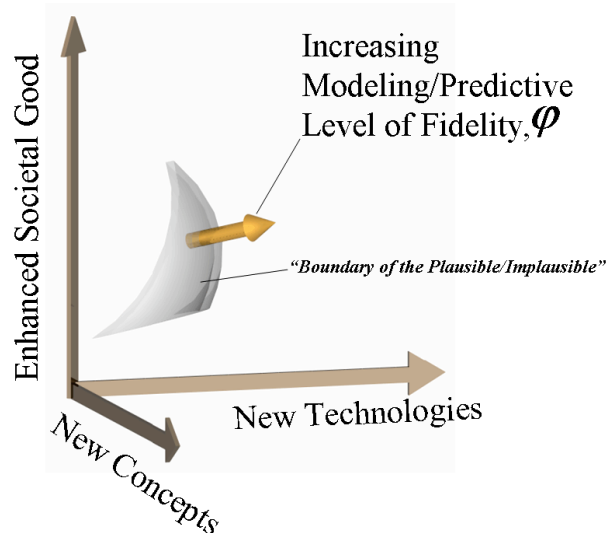 Increasing
Modeling/Predictive
Level of Fidelity, φ
Enhanced Societal Good
“Boundary of the Plausible/Implausible”
New Technologies
New Concepts